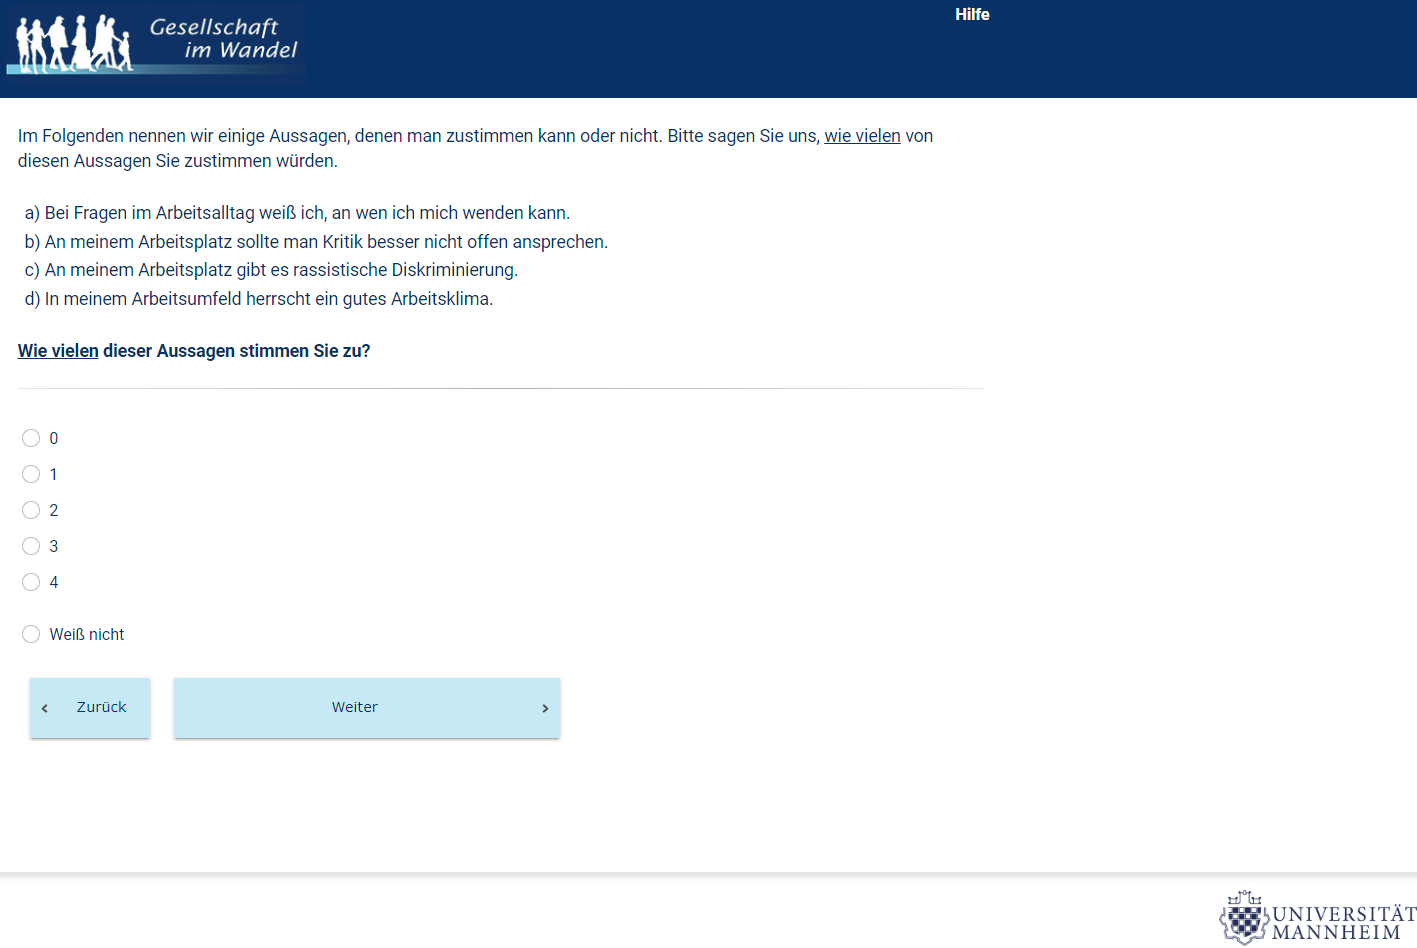 Gesellschaft
im Wandel
Hilfe
Im Folgenden nennen wir einige Aussagen, denen man zustimmen kann oder nicht. Bitte sagen Sie uns, wie vielen von
diesen Aussagen Sie zustimmen würden.
a) Bei Fragen im Arbeitsalltag weiß ich, an wen ich mich wenden kann.
b) An meinem Arbeitsplatz sollte man Kritik besser nicht offen ansprechen.
c) An meinem Arbeitsplatz gibt es rassistische Diskriminierung.
d) In meinem Arbeitsumfeld herrscht ein gutes Arbeitsklima.
Wie vielen dieser Aussagen stimmen Sie zu?
0
1
2
3
4
Weiß nicht
‹ Zurück
Weiter ›
UNIVERSITÄT
MANNHEIM